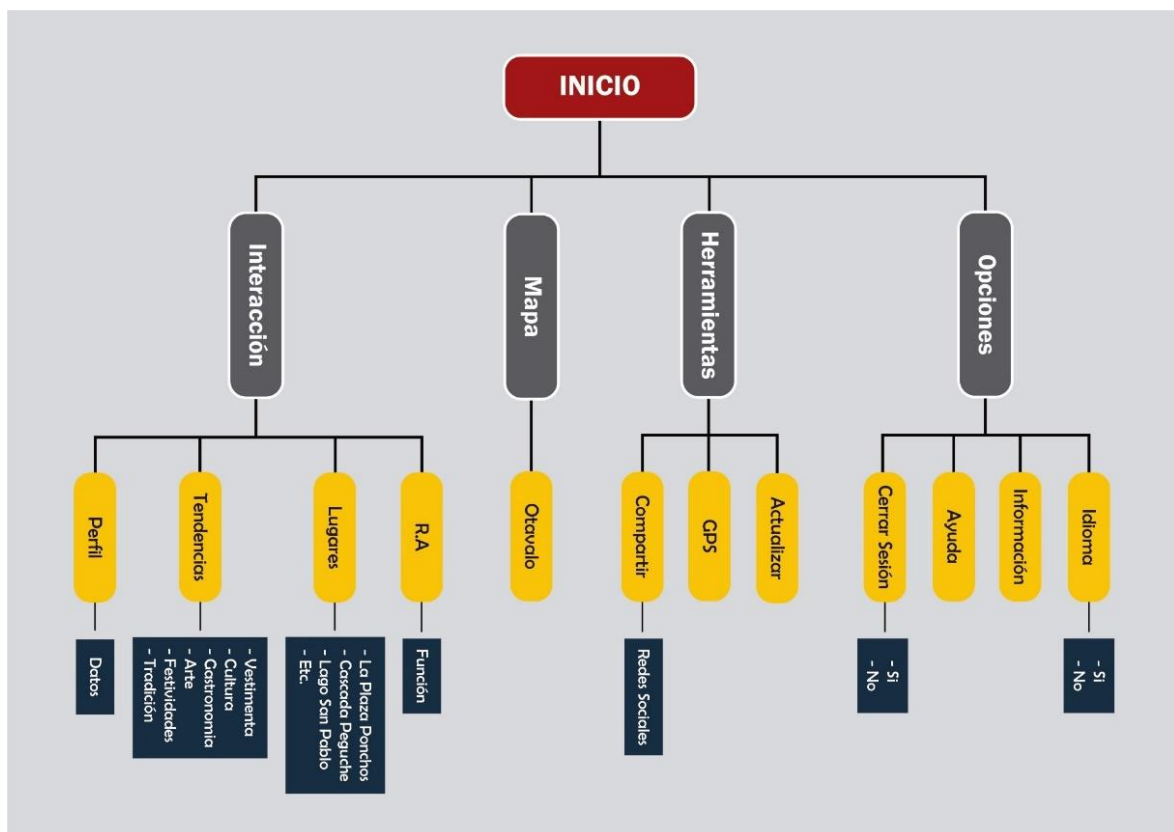 INICIO
Interacción
Mapa
Herramientas
Opciones
Perfil
Tendencias
Lugares
R.A
Otavalo
Compartir
GPS
Actualizar
Cerrar Sesión
Ayuda
Información
Idioma
Datos
- Vestimenta
- Cultura
- Gastronomia
- Arte
- Festividades
- Tradición
- La Plaza Ponchos
- Cascada Peguche
- Lago San Pablo
- Etc.
Función
Redes Sociales
- Si
- No
- Si
- No